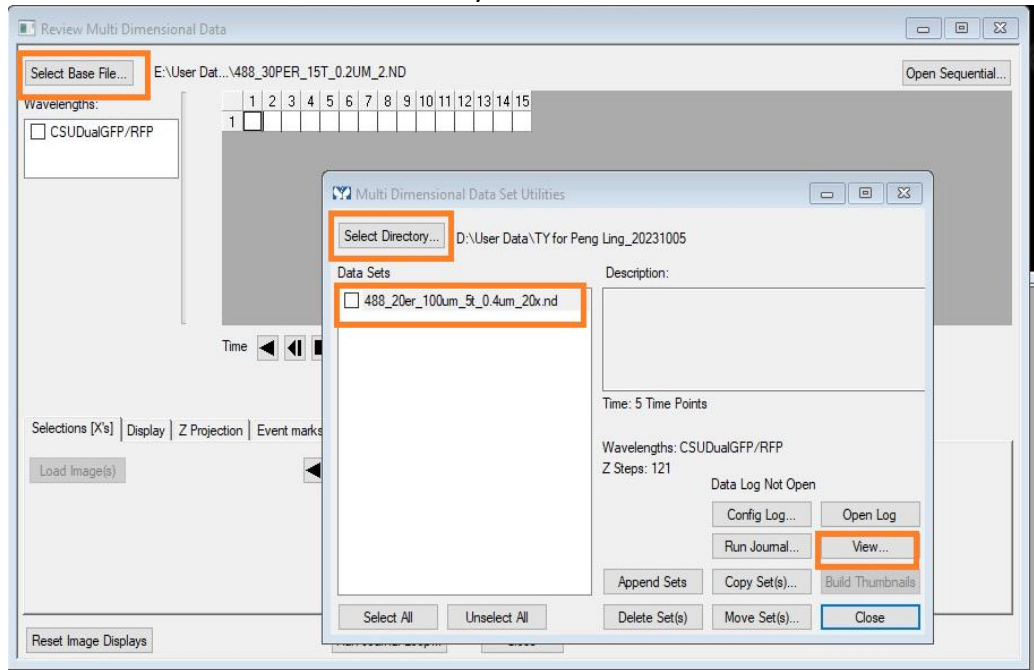 Review Multi Dimensional Data
Select Base File... E:\User Dat...\488_30PER_15T_0.2UM_2.ND Open Sequential...
Wavelengths: 1 2 3 4 5 6 7 8 9 10 11 12 13 14 15
1
CSUDualGFP/RFP
Time
Selections [X's] Display Z Projection Event marks
Load Image(s)
Reset Image Displays
Multi Dimensional Data Set Utilities
Select Directory... D:\User Data\TY for Peng Ling_20231005
Data Sets Description:
488_20er_100um_5t_0.4um_20x.nd
Time: 5 Time Points
Wavelengths: CSUDualGFP/RFP
Z Steps: 121
Data Log Not Open
Config Log... Open Log
Run Journal... View...
Append Sets Copy Set(s)... Build Thumbnails
Select All Unselect All Delete Set(s) Move Set(s)... Close